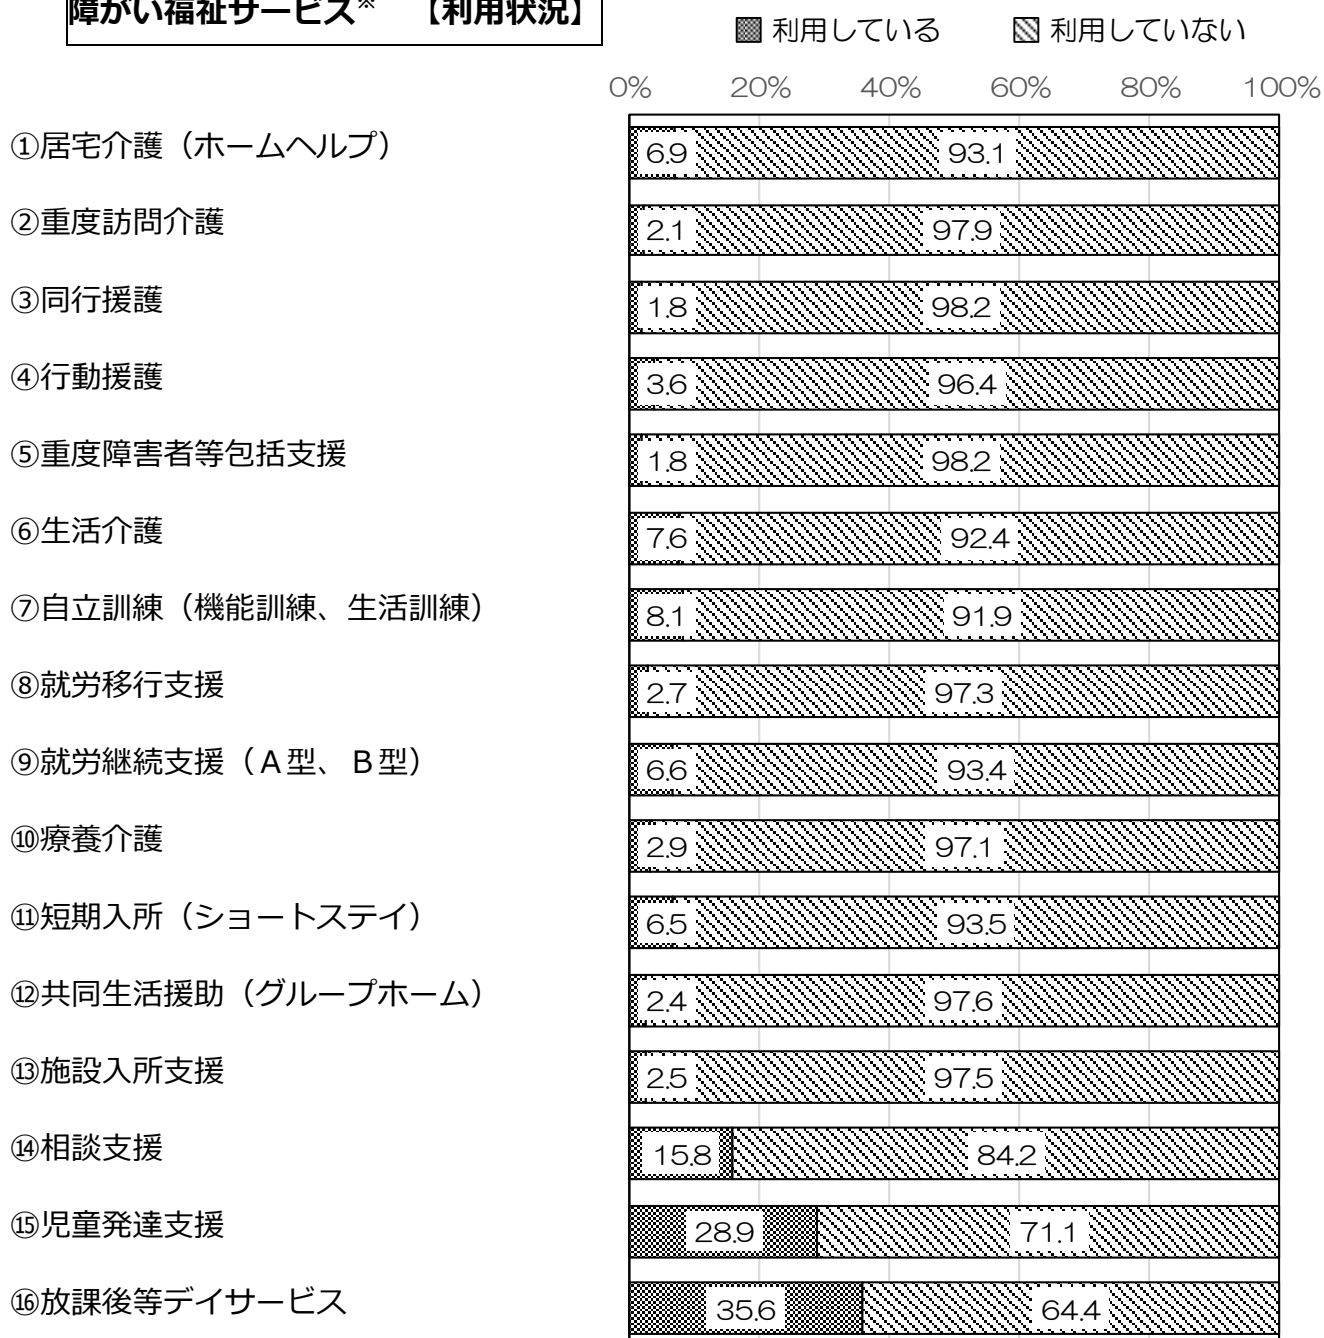 障がい福祉サービス※　【利用状況】
利用している　利用していない
0% 20% 40% 60% 80% 100%
①居宅介護（ホームヘルプ） 6.9 93.1
②重度訪問介護 2.1 97.9
③同行援護 1.8 98.2
④行動援護 3.6 96.4
⑤重度障害者等包括支援 1.8 98.2
⑥生活介護 7.6 92.4
⑦自立訓練（機能訓練、生活訓練） 8.1 91.9
⑧就労移行支援 2.7 97.3
⑨就労継続支援（Ａ型、Ｂ型） 6.6 93.4
⑩療養介護 2.9 97.1
⑪短期入所（ショートステイ） 6.5 93.5
⑫共同生活援助（グループホーム） 2.4 97.6
⑬施設入所支援 2.5 97.5
⑭相談支援 15.8 84.2
⑮児童発達支援 28.9 71.1
⑯放課後等デイサービス 35.6 64.4